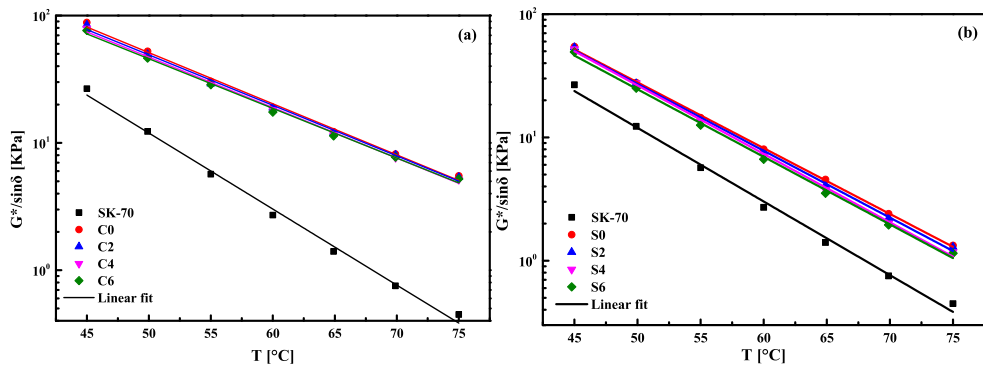 (a)
G*/sinδ [KPa]
10²
10¹
10⁰
SK-70
C0
C2
C4
C6
Linear fit
45 50 55 60 65 70 75
T [°C]
(b)
G*/sinδ [KPa]
10²
10¹
10⁰
SK-70
S0
S2
S4
S6
Linear fit
45 50 55 60 65 70 75
T [°C]